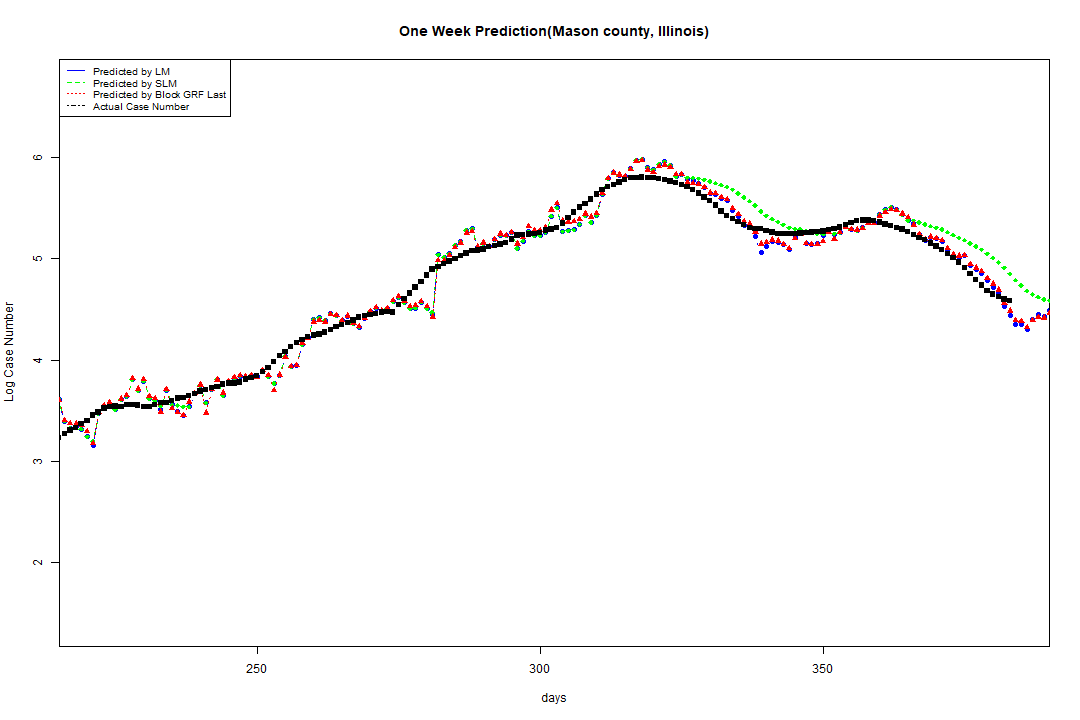 One Week Prediction(Mason county, Illinois)
Predicted by LM
Predicted by SLM
Predicted by Block GRF Last
Actual Case Number
6
5
4
3
2
Log Case Number
250 300 350
days